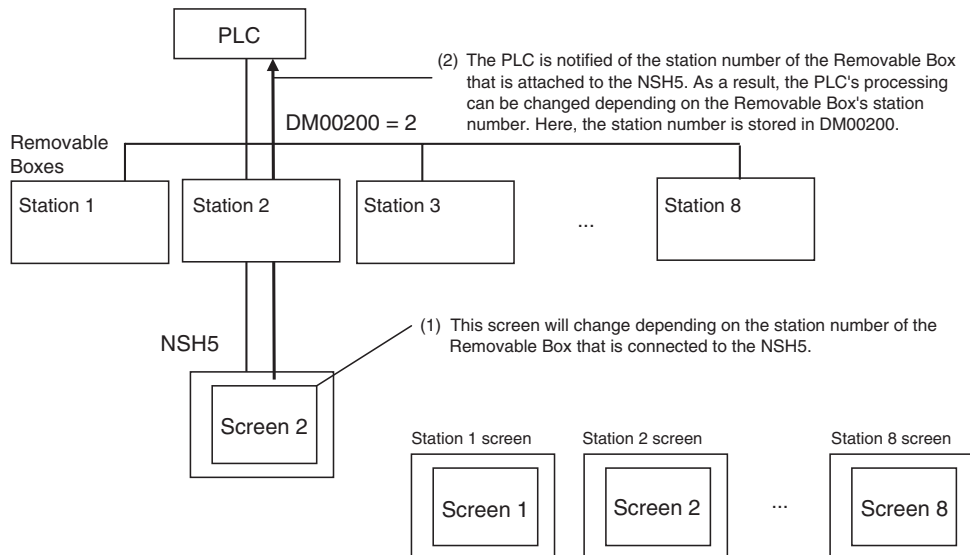 PLC
(2) The PLC is notified of the station number of the Removable Box
that is attached to the NSH5. As a result, the PLC's processing
can be changed depending on the Removable Box's station
number. Here, the station number is stored in DM00200.
DM00200 = 2
Removable
Boxes
Station 1
Station 2
Station 3
...
Station 8
(1) This screen will change depending on the station number of the
Removable Box that is connected to the NSH5.
NSH5
Screen 2
Station 1 screen
Station 2 screen
Station 8 screen
Screen 1
Screen 2
...
Screen 8